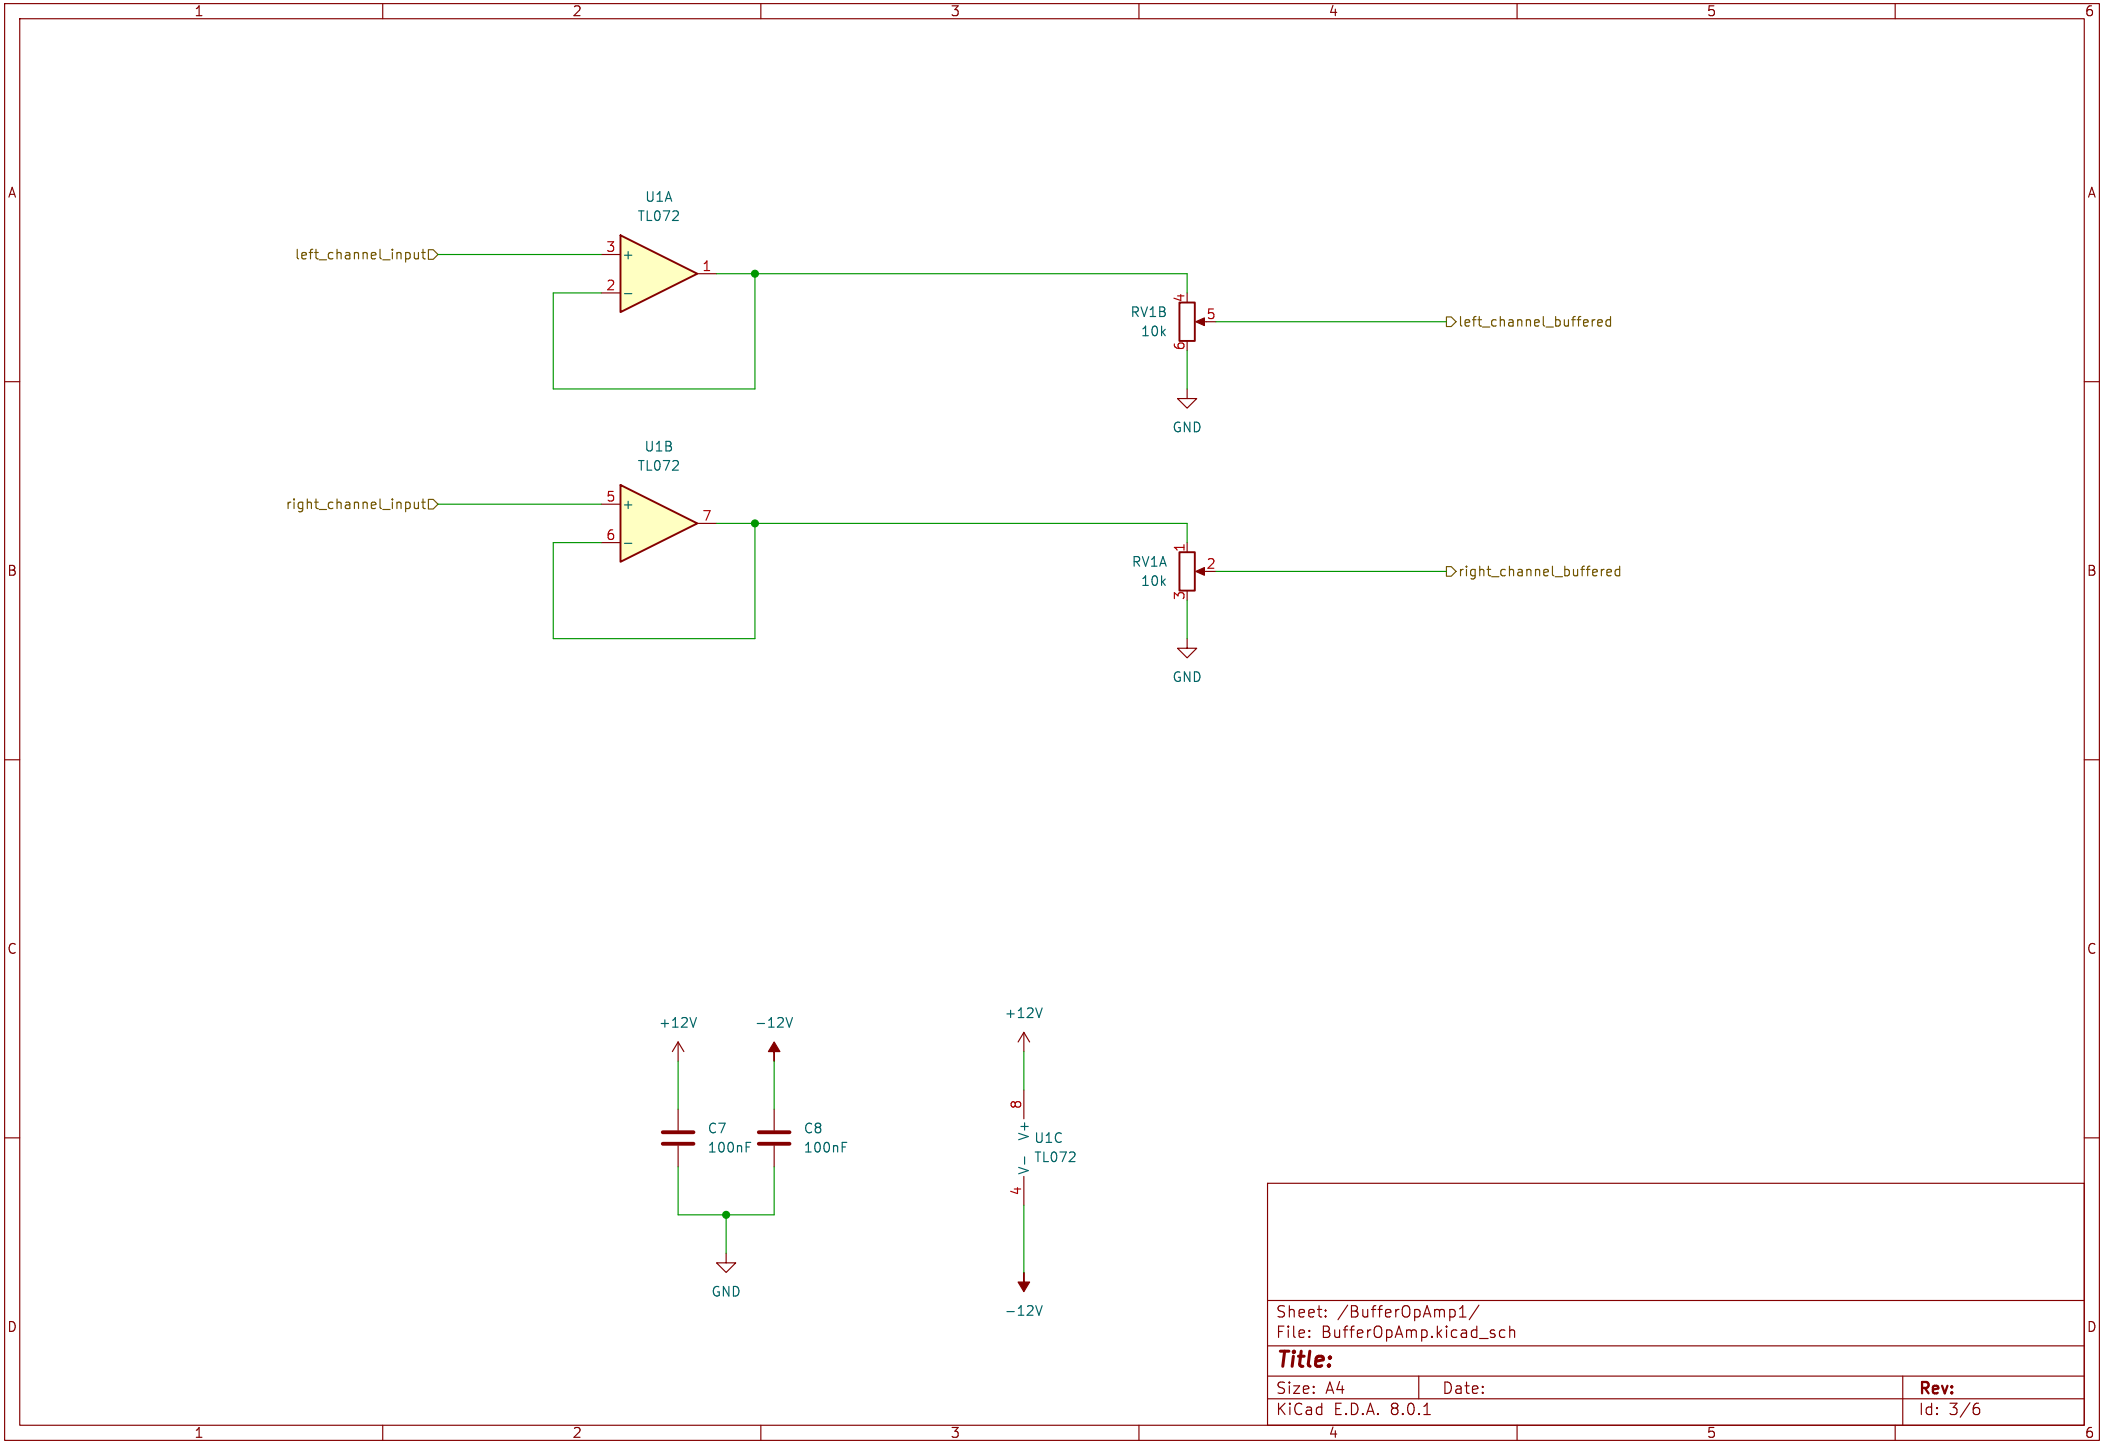 1 2 3 4 5 6
A A
U1A
TL072
left_channel_input
3
+
1
2
−
4
RV1B
10k
5
left_channel_buffered
6
GND
U1B
TL072
right_channel_input
5
+
7
6
−
1
B B
RV1A
10k
2
right_channel_buffered
3
GND
C C
+12V
+12V −12V
8
C7
100nF
C8
100nF
V+
U1C
TL072
V−
4
GND
−12V
Sheet: /BufferOpAmp1/
File: BufferOpAmp.kicad_sch
D D
Title:
Size: A4 Date: Rev:
KiCad E.D.A. 8.0.1 Id: 3/6
1 2 3 4 5 6